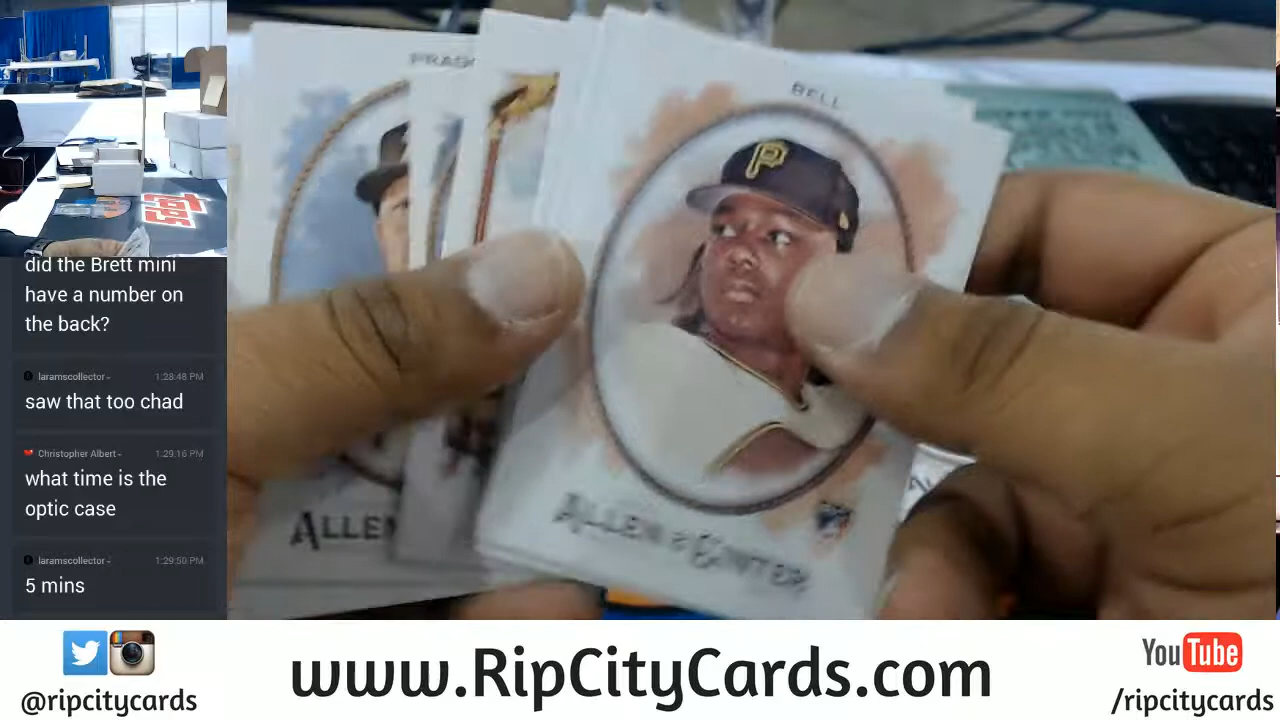 BELL
ALLEN & GINTER
ALLEN
Topps
did the Brett mini
have a number on
the back?
laramscollector
1:28:48 PM
saw that too chad
Christopher Albert
1:29:16 PM
what time is the
optic case
laramscollector
1:29:50 PM
5 mins
@ripcitycards
www.RipCityCards.com
YouTube
/ripcitycards